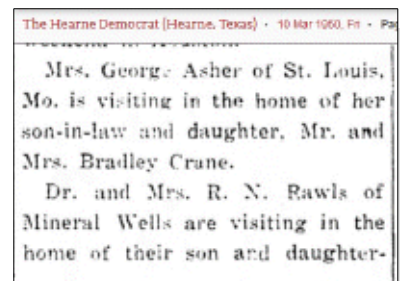 The Hearne Democrat (Hearne, Texas) · 10 Mar 1960, Fri · Pag
Mrs. George Asher of St. Louis,
Mo. is visiting in the home of her
son-in-law and daughter, Mr. and
Mrs. Bradley Crane.
Dr. and Mrs. R. N. Rawls of
Mineral Wells are visiting in the
home of their son and daughter-